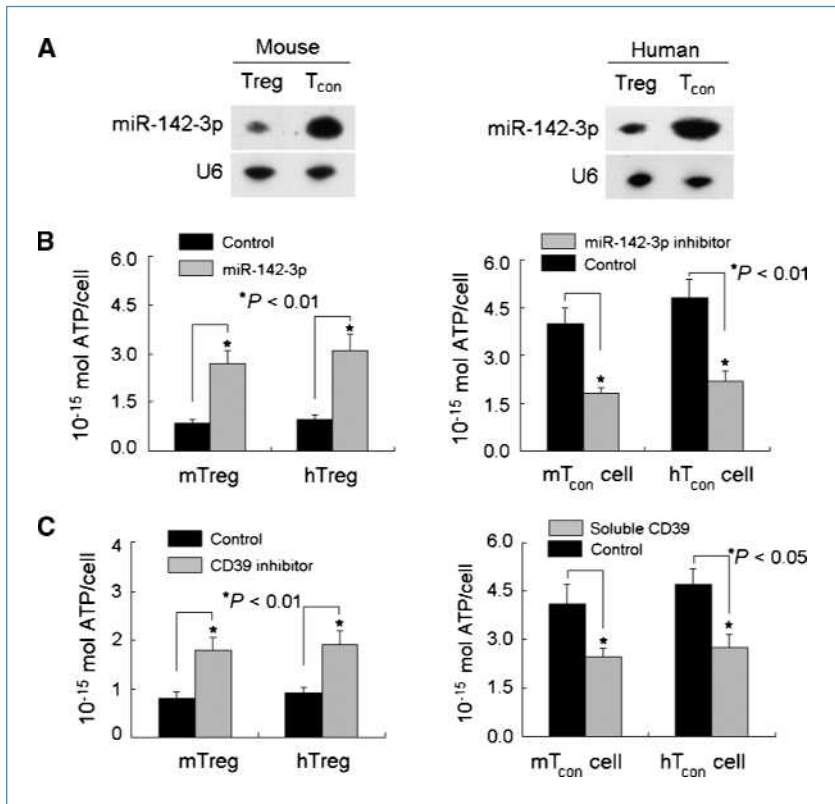 A
Mouse
Treg Tcon
miR-142-3p
U6
Human
Treg Tcon
miR-142-3p
U6
B
Control
miR-142-3p
*P < 0.01
10-15 mol ATP/cell
6.0
4.5
3.0
1.5
0.0
* *
mTreg hTreg
miR-142-3p inhibitor
Control
*P < 0.01
10-15 mol ATP/cell
6.0
4.5
3.0
1.5
0.0
* *
mTcon cell hTcon cell
C
Control
CD39 inhibitor
*P < 0.01
10-15 mol ATP/cell
4
3
2
1
0
* *
mTreg hTreg
Soluble CD39
Control
*P < 0.05
10-15 mol ATP/cell
6.0
4.5
3.0
1.5
0.0
* *
mTcon cell hTcon cell